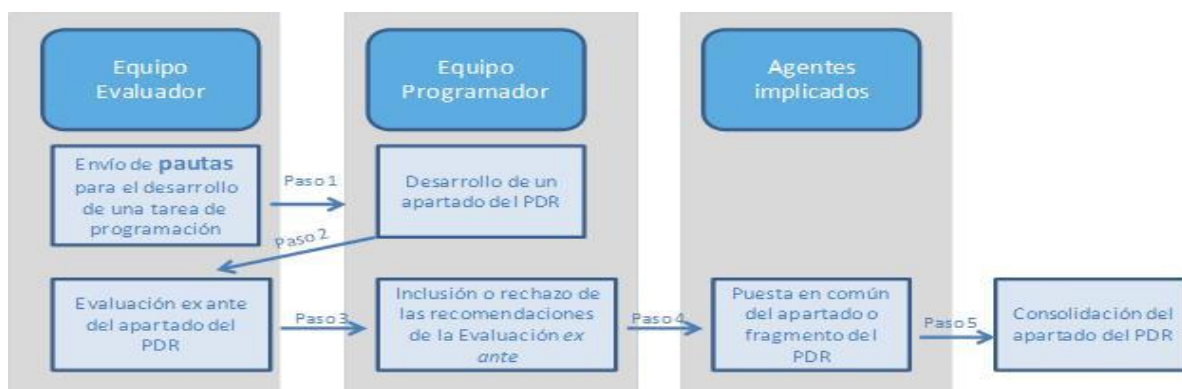 Equipo
Evaluador
Equipo
Programador
Agentes
implicados
Envío de pautas
para el desarrollo
de una tarea de
programación
Paso 1
Desarrollo de un
apartado del PDR
Paso 2
Evaluación ex ante
del apartado del
PDR
Paso 3
Inclusión o rechazo de
las recomendaciones
de la Evaluación ex
ante
Paso 4
Puesta en común
del apartado o
fragmento del
PDR
Paso 5
Consolidación del
apartado del PDR